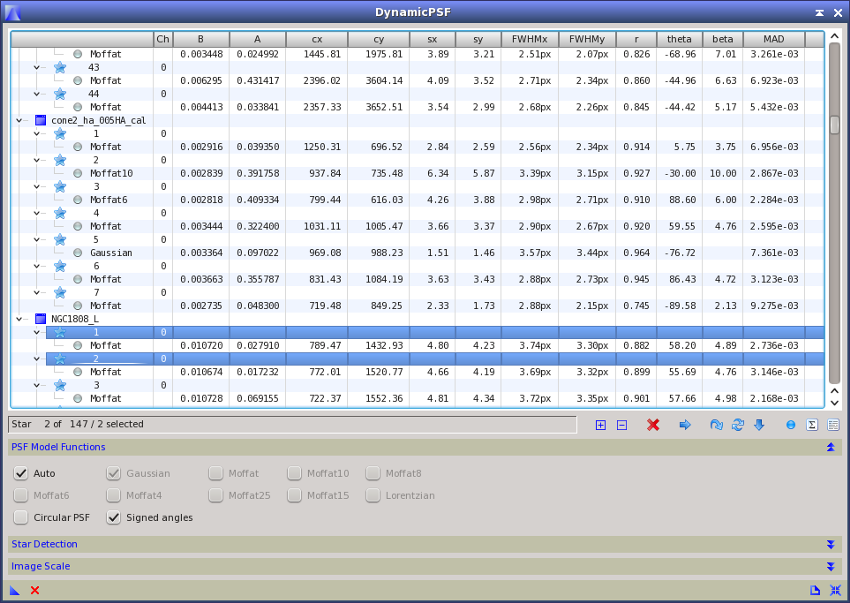 DynamicPSF
Ch B A cx cy sx sy FWHMx FWHMy r theta beta MAD
Moffat 0.003448 0.024992 1445.81 1975.81 3.89 3.21 2.51px 2.07px 0.826 -68.96 7.01 3.261e-03
43 0
Moffat 0.006295 0.431417 2396.02 3604.14 4.09 3.52 2.71px 2.34px 0.860 -44.96 6.63 6.923e-03
44 0
Moffat 0.004413 0.033841 2357.33 3652.51 3.54 2.99 2.68px 2.26px 0.845 -44.42 5.17 5.432e-03
cone2_ha_005HA_cal
1 0
Moffat 0.002916 0.039350 1250.31 696.52 2.84 2.59 2.56px 2.34px 0.914 5.75 3.75 6.956e-03
2 0
Moffat10 0.002839 0.391758 937.84 735.48 6.34 5.87 3.39px 3.15px 0.927 -30.00 10.00 2.867e-03
3 0
Moffat6 0.002818 0.409334 799.44 616.03 4.26 3.88 2.98px 2.71px 0.910 88.60 6.00 2.284e-03
4 0
Moffat 0.003444 0.322400 1031.11 1005.47 3.66 3.37 2.90px 2.67px 0.920 59.55 4.76 2.595e-03
5 0
Gaussian 0.003364 0.097022 969.08 988.23 1.51 1.46 3.57px 3.44px 0.964 -76.72 7.361e-03
6 0
Moffat 0.003663 0.355787 831.43 1084.19 3.63 3.43 2.88px 2.73px 0.945 86.43 4.72 3.123e-03
7 0
Moffat 0.002735 0.048300 719.48 849.25 2.33 1.73 2.88px 2.15px 0.745 -89.58 2.13 9.275e-03
NGC1808_L
1 0
Moffat 0.010720 0.027910 789.47 1432.93 4.80 4.23 3.74px 3.30px 0.882 58.20 4.89 2.736e-03
2 0
Moffat 0.010674 0.017232 772.01 1520.77 4.66 4.19 3.69px 3.32px 0.899 55.69 4.76 3.146e-03
3 0
Moffat 0.010728 0.069155 722.37 1552.36 4.81 4.34 3.72px 3.35px 0.901 57.66 4.98 2.168e-03
Star 2 of 147 / 2 selected
PSF Model Functions
Auto Gaussian Moffat Moffat10 Moffat8
Moffat6 Moffat4 Moffat25 Moffat15 Lorentzian
Circular PSF Signed angles
Star Detection
Image Scale